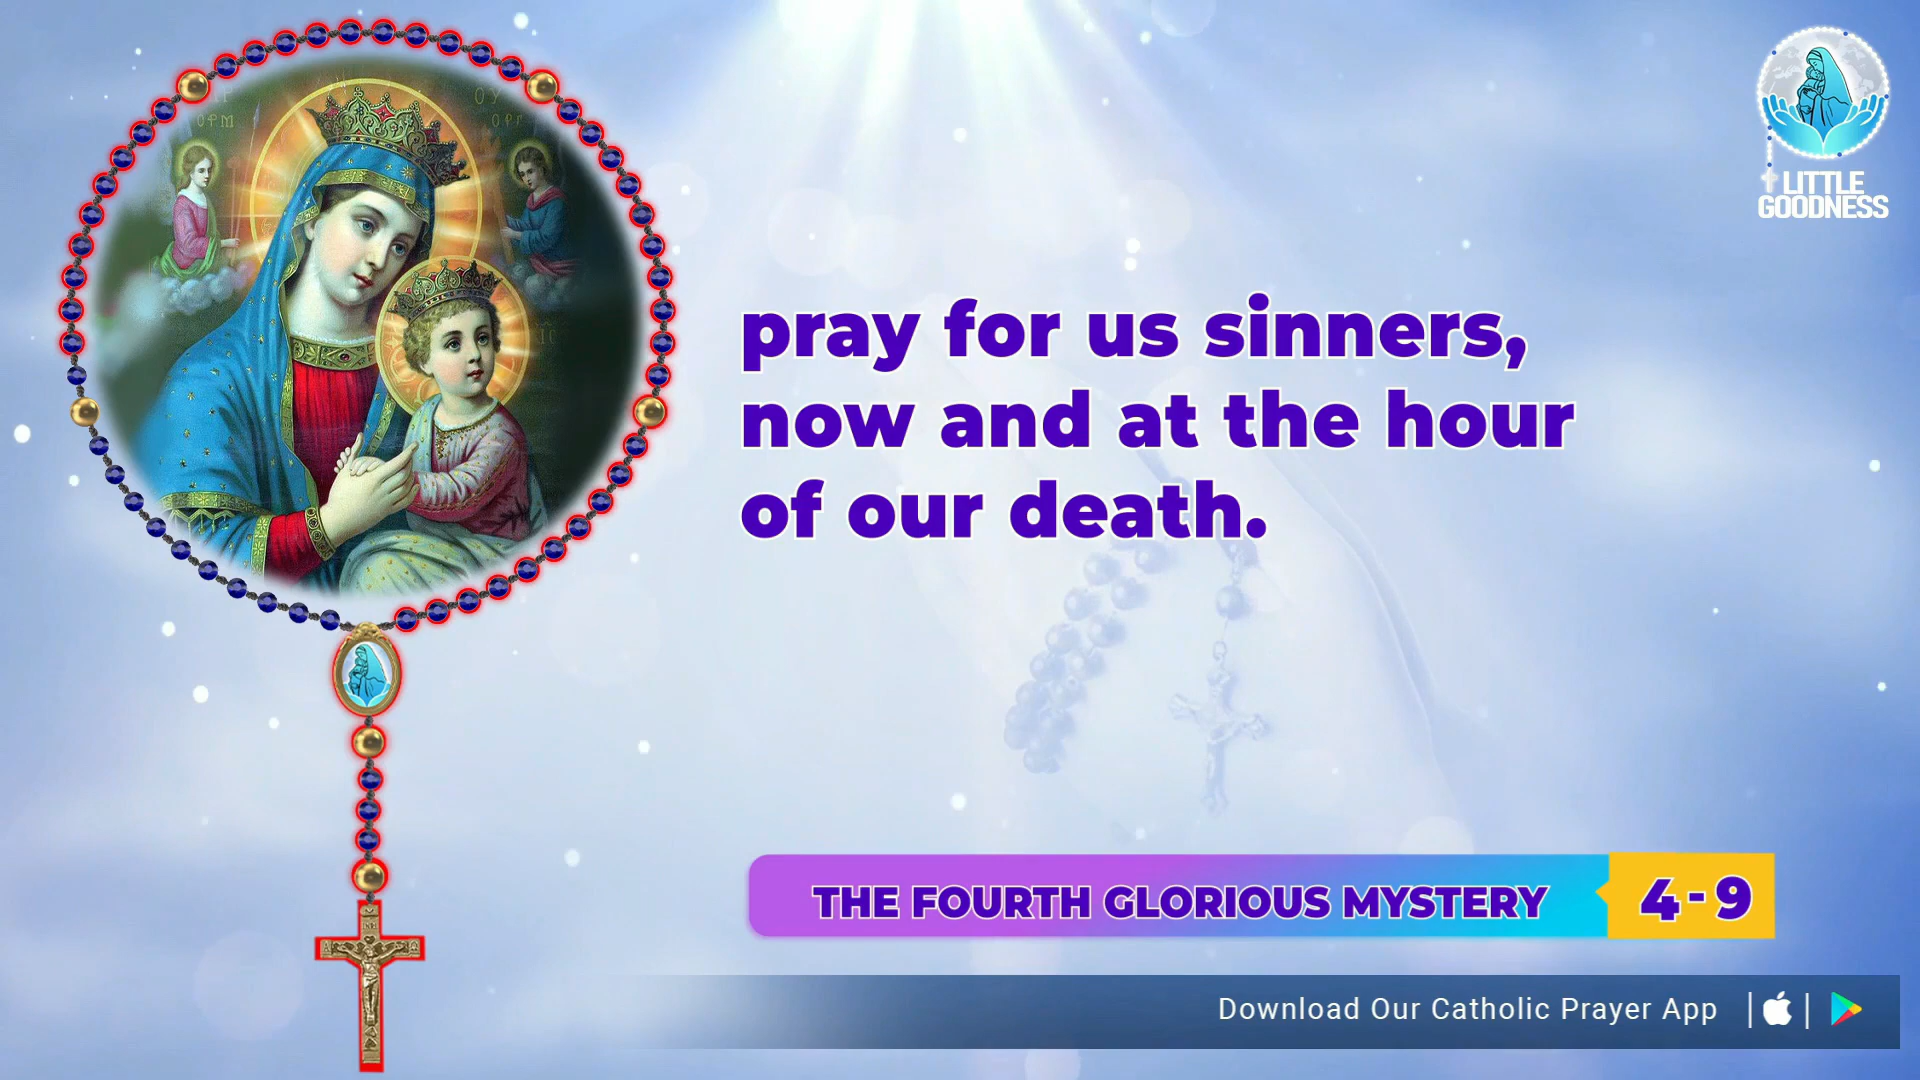 LITTLE
GOODNESS
pray for us sinners,
now and at the hour
of our death.
THE FOURTH GLORIOUS MYSTERY 4-9
Download Our Catholic Prayer App